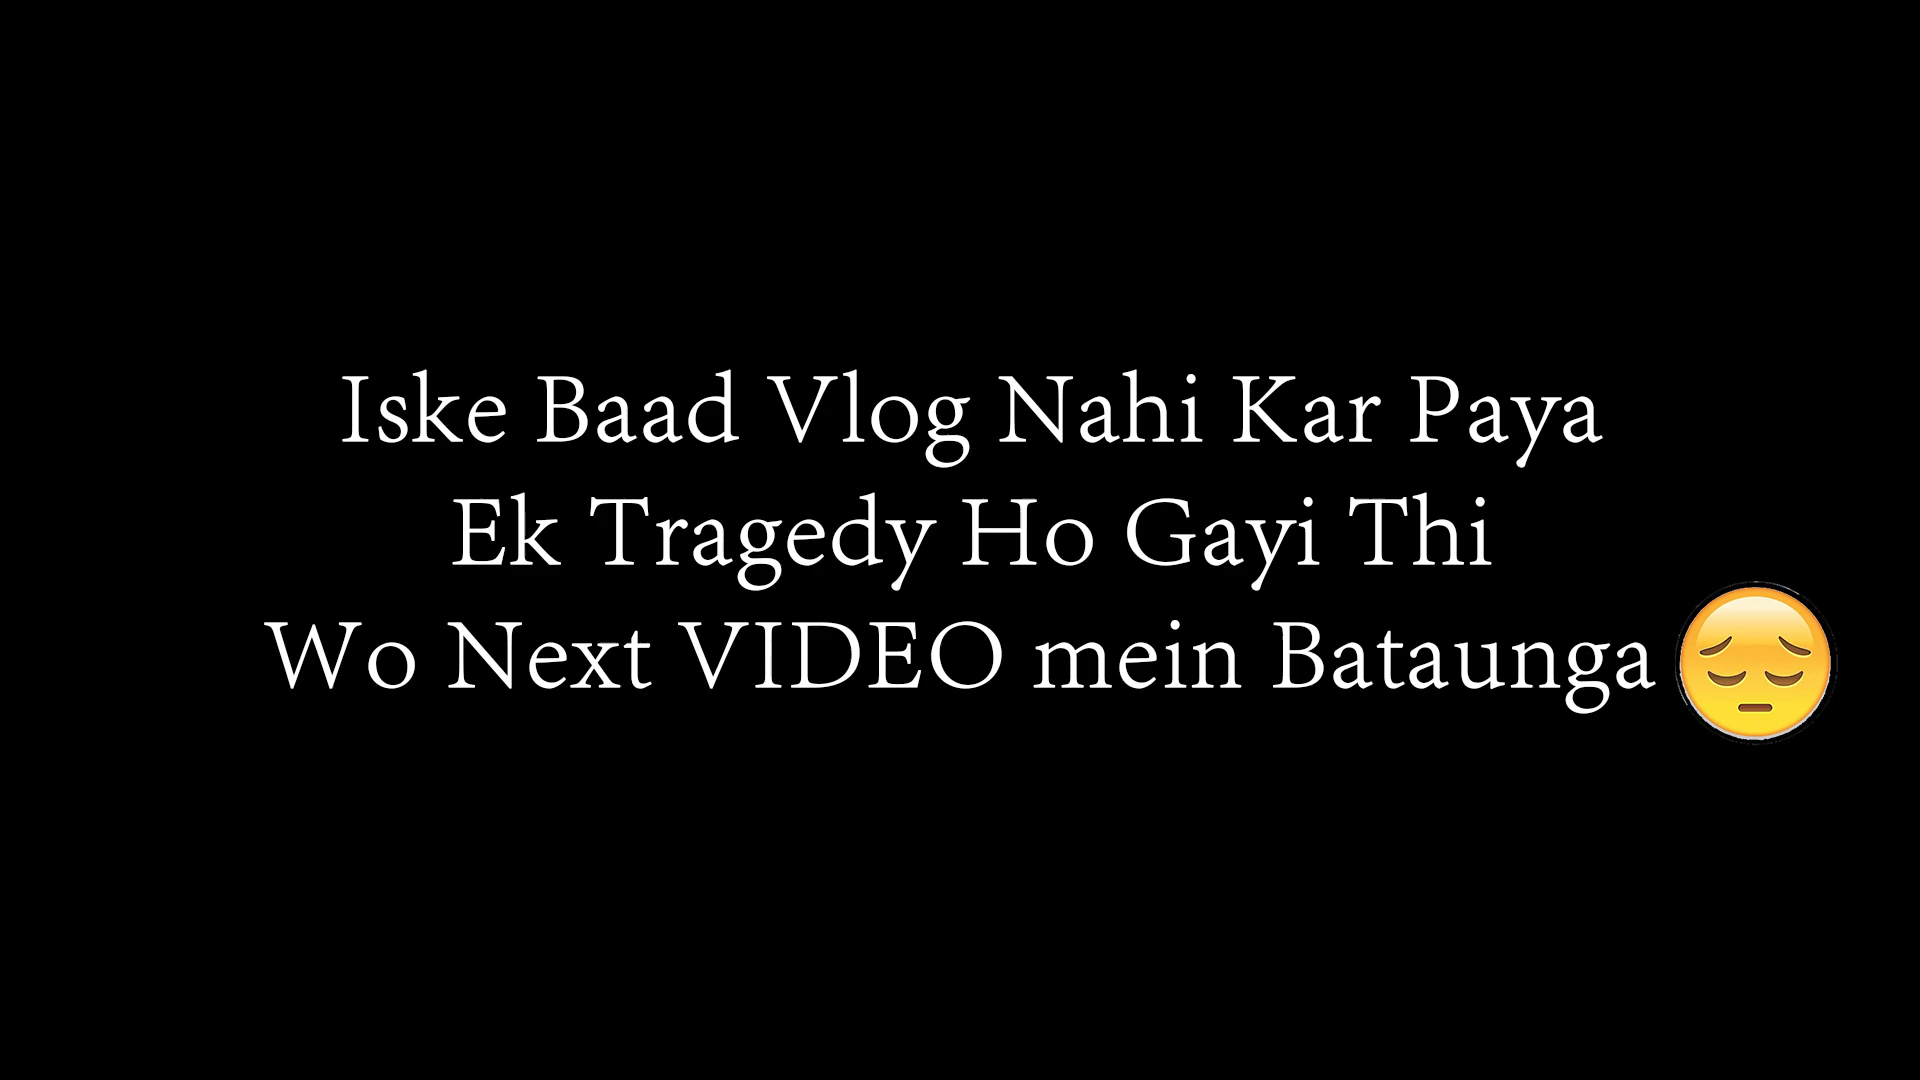 Iske Baad Vlog Nahi Kar Paya
Ek Tragedy Ho Gayi Thi
Wo Next VIDEO mein Bataunga